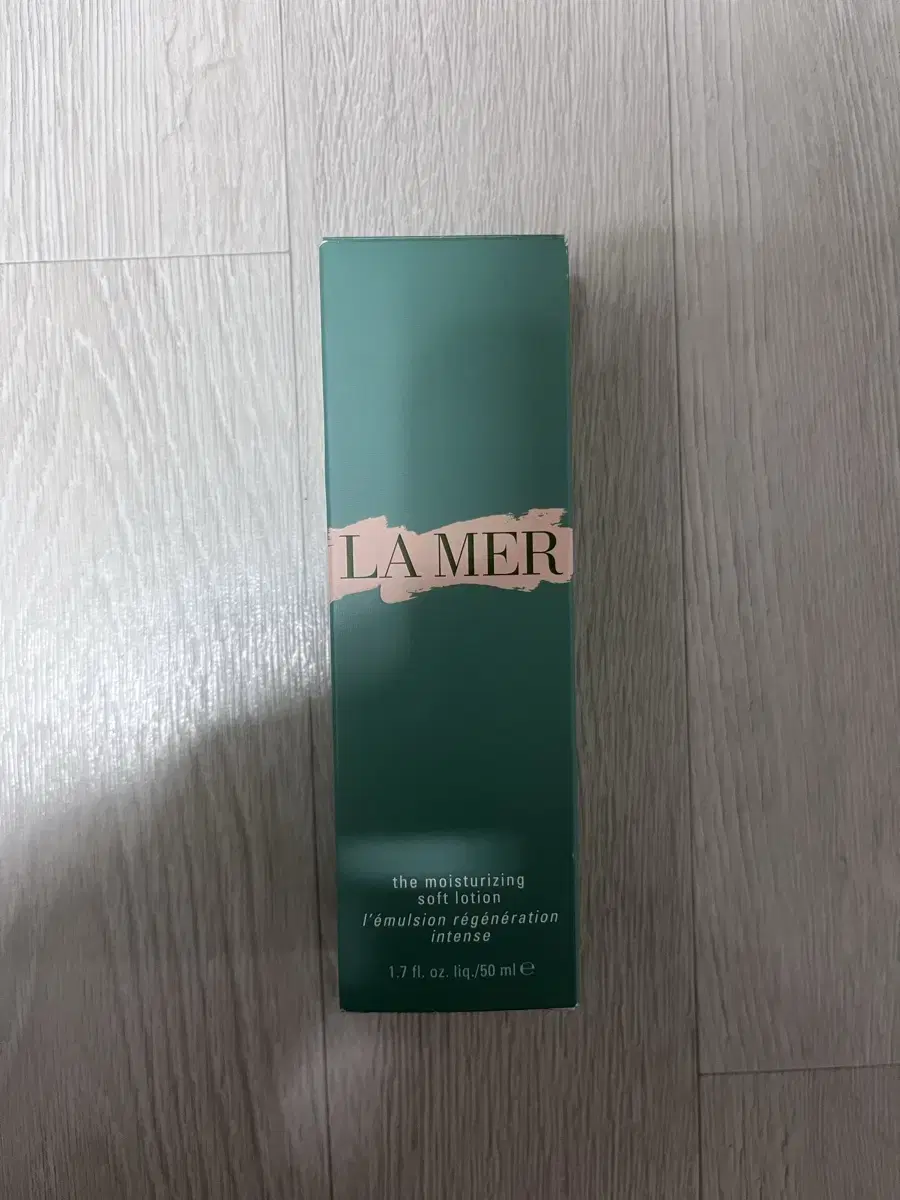 LA MER
the moisturizing
soft lotion
l'émulsion régénération
intense
1.7 fl. oz. liq./50 ml ℮